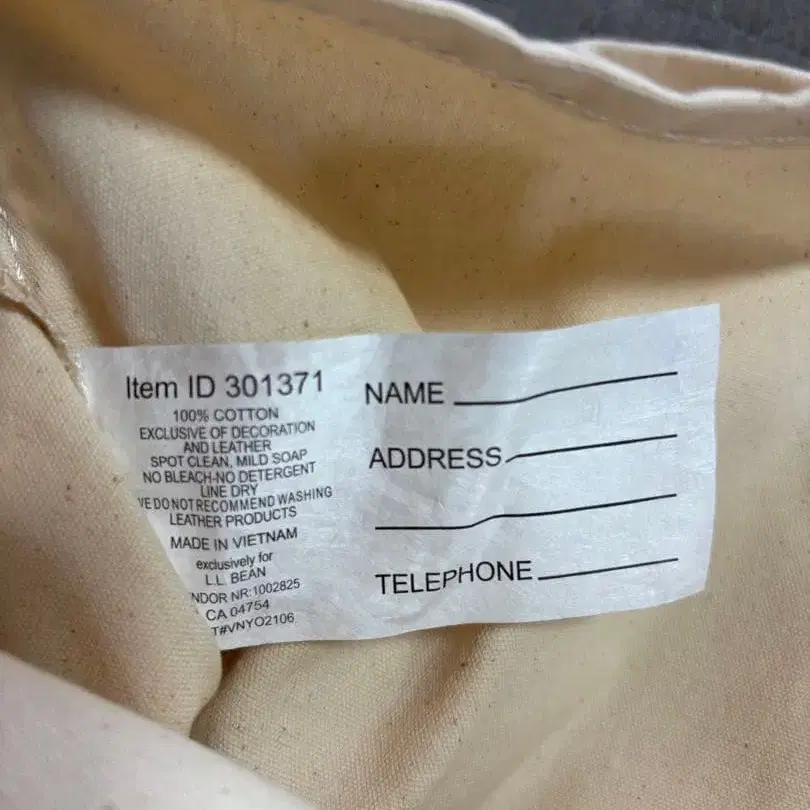 Item ID 301371
100% COTTON
EXCLUSIVE OF DECORATION
AND LEATHER
SPOT CLEAN, MILD SOAP
NO BLEACH-NO DETERGENT
LINE DRY
WE DO NOT RECOMMEND WASHING
LEATHER PRODUCTS
MADE IN VIETNAM
exclusively for
L.L. BEAN
NDOR NR:1002825
CA 04754
T#VNYO2106
NAME
ADDRESS
TELEPHONE